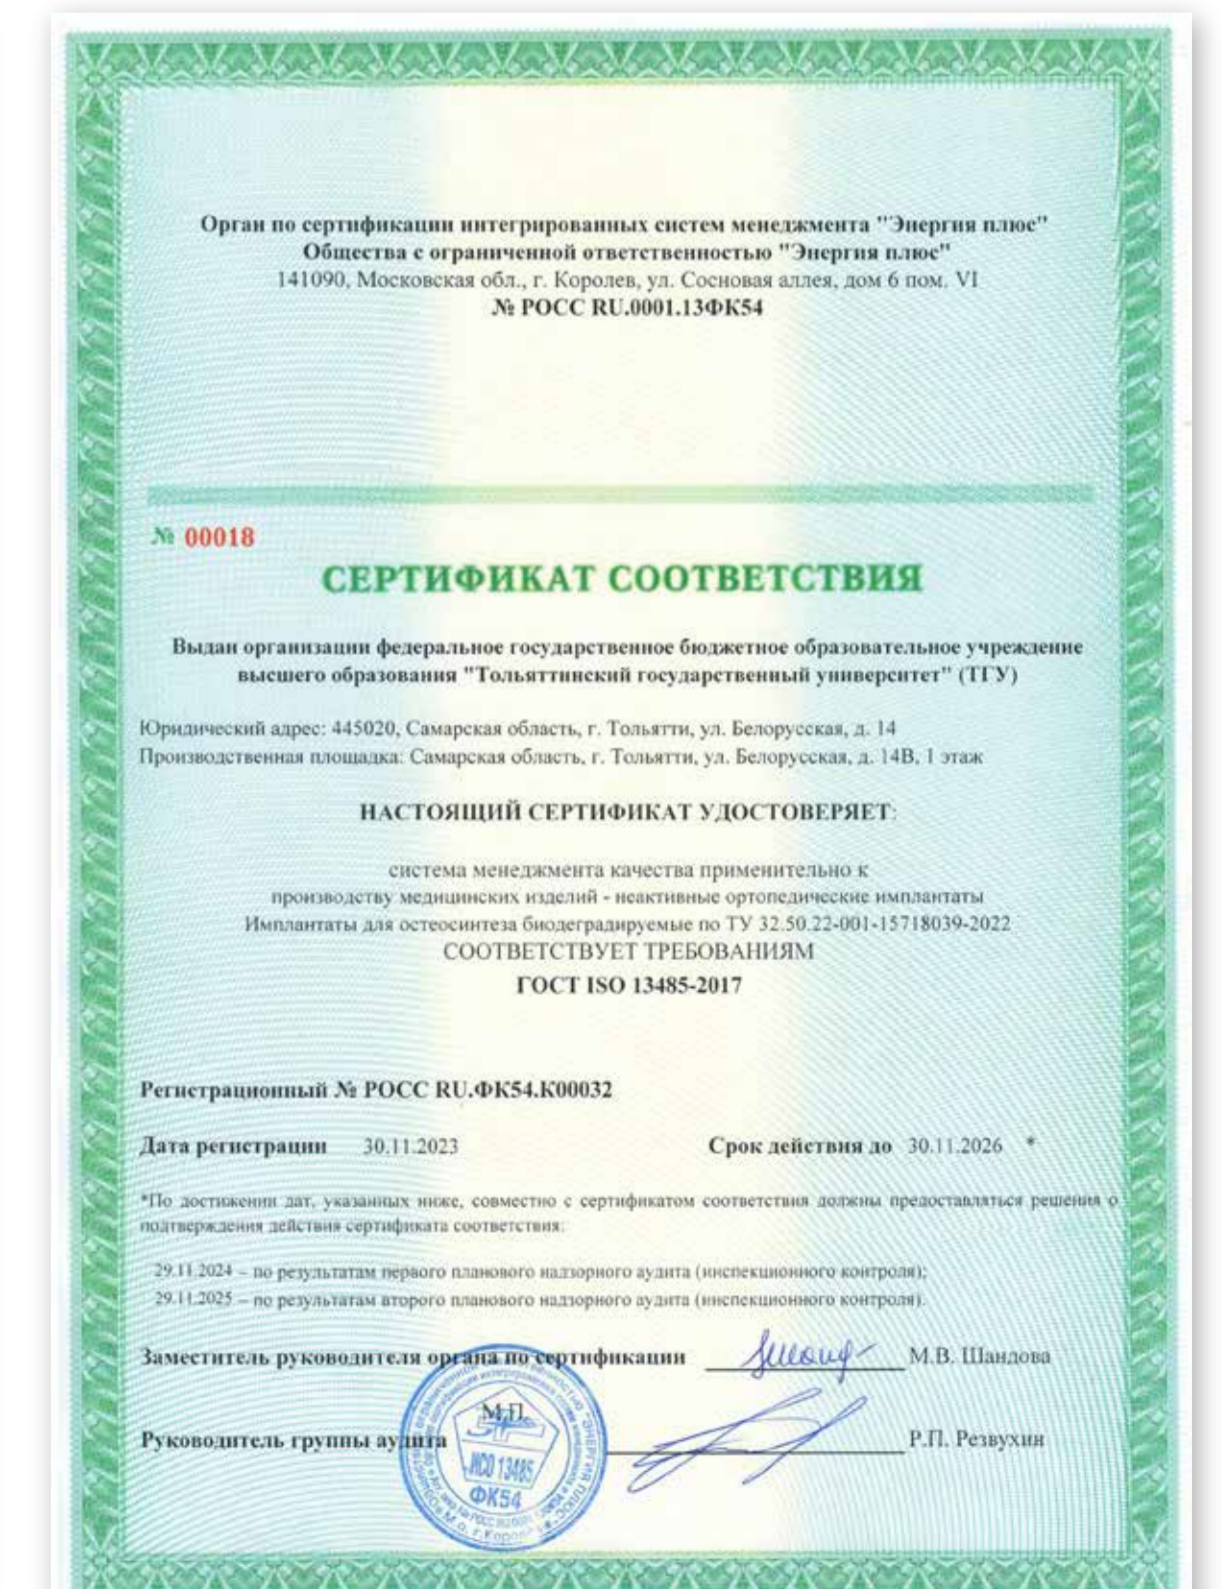 Орган по сертификации интегрированных систем менеджмента "Энергия плюс"
Общества с ограниченной ответственностью "Энергия плюс"
141090, Московская обл., г. Королев, ул. Сосновая аллея, дом 6 пом. VI
№ РОСС RU.0001.13ФК54
№ 00018
СЕРТИФИКАТ СООТВЕТСТВИЯ
Выдан организации федеральное государственное бюджетное образовательное учреждение
высшего образования "Тольяттинский государственный университет" (ТГУ)
Юридический адрес: 445020, Самарская область, г. Тольятти, ул. Белорусская, д. 14
Производственная площадка: Самарская область, г. Тольятти, ул. Белорусская, д. 14В, 1 этаж
НАСТОЯЩИЙ СЕРТИФИКАТ УДОСТОВЕРЯЕТ:
система менеджмента качества применительно к
производству медицинских изделий - неактивные ортопедические имплантаты
Имплантаты для остеосинтеза биодеградируемые по ТУ 32.50.22-001-15718039-2022
СООТВЕТСТВУЕТ ТРЕБОВАНИЯМ
ГОСТ ISO 13485-2017
Регистрационный № РОСС RU.ФК54.К00032
Дата регистрации 30.11.2023 Срок действия до 30.11.2026 *
*По достижении дат, указанных ниже, совместно с сертификатом соответствия должны предоставляться решения о
подтверждения действия сертификата соответствия:
29.11.2024 – по результатам первого планового надзорного аудита (инспекционного контроля);
29.11.2025 – по результатам второго планового надзорного аудита (инспекционного контроля).
Заместитель руководителя органа по сертификации М.В. Шандова
М.П.
Руководитель группы аудита Р.П. Резвухин
ИСО 13485
ФК54